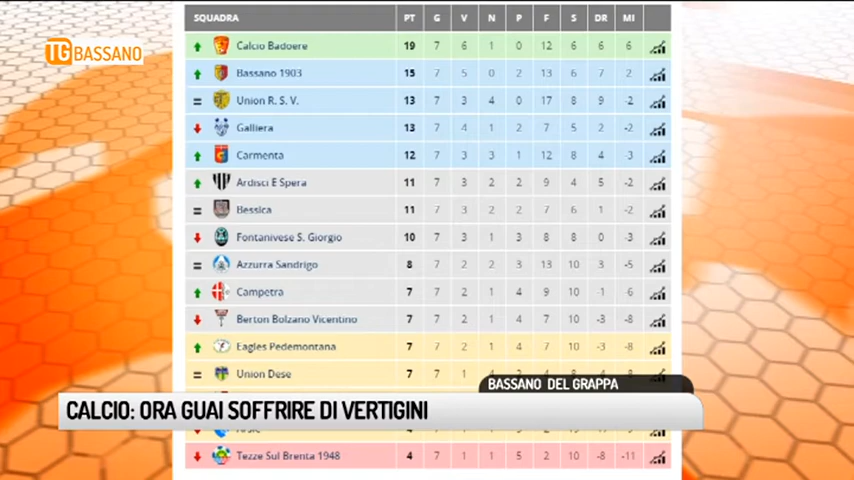 SQUADRA PT G V N P F S DR MI
TG BASSANO
Calcio Badoere 19 7 6 1 0 12 6 6 6
Bassano 1903 15 7 5 0 2 13 6 7 2
Union R. S. V. 13 7 3 4 0 17 8 9 -2
Galliera 13 7 4 1 2 7 5 2 -2
Carmenta 12 7 3 3 1 12 8 4 -3
Ardisci E Spera 11 7 3 2 2 9 4 5 -2
Bessica 11 7 3 2 2 7 6 1 -2
Fontanivese S. Giorgio 10 7 3 1 3 8 8 0 -3
Azzurra Sandrigo 8 7 2 2 3 13 10 3 -5
Campetra 7 7 2 1 4 9 10 -1 -6
Berton Bolzano Vicentino 7 7 2 1 4 7 10 -3 -8
Eagles Pedemontana 7 7 2 1 4 7 10 -3 -8
Union Dese 7 7 1
BASSANO DEL GRAPPA
CALCIO: ORA GUAI SOFFRIRE DI VERTIGINI
Tezze Sul Brenta 1948 4 7 1 1 5 2 10 -8 -11